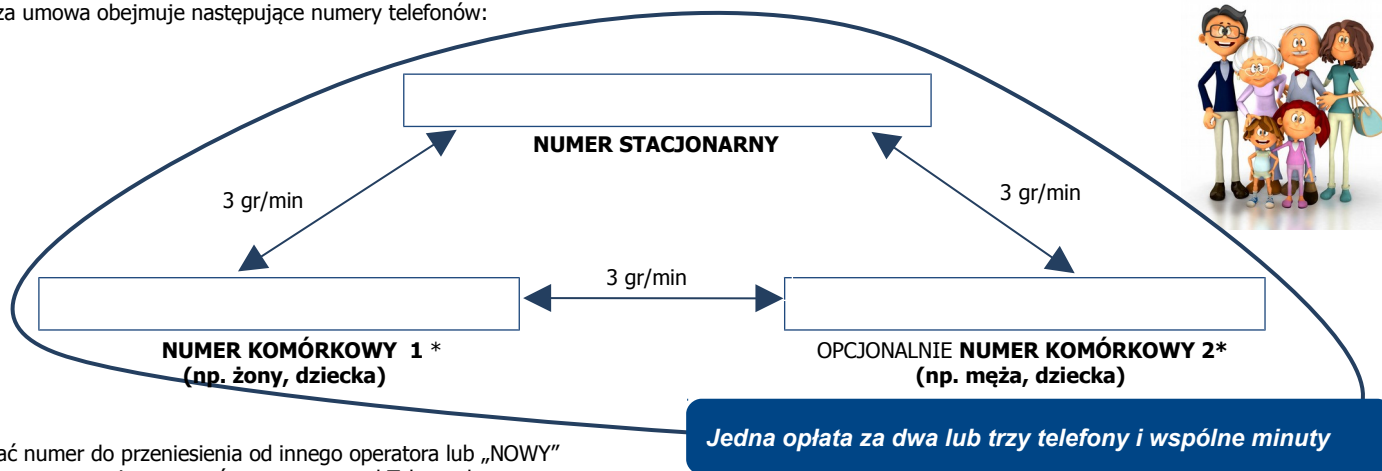 za umowa obejmuje następujące numery telefonów:
NUMER STACJONARNY
3 gr/min
3 gr/min
3 gr/min
NUMER KOMÓRKOWY 1 *
(np. żony, dziecka)
OPCJONALNIE NUMER KOMÓRKOWY 2*
(np. męża, dziecka)
Jedna opłata za dwa lub trzy telefony i wspólne minuty
ać numer do przeniesienia od innego operatora lub „NOWY”